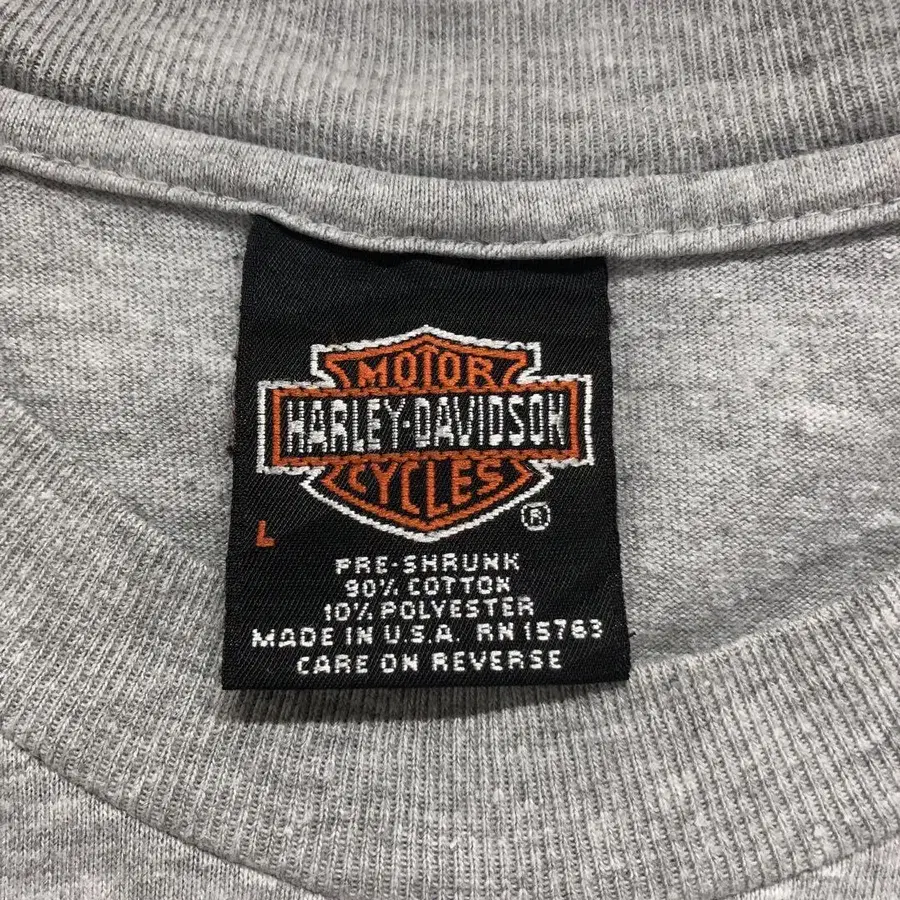 MOTOR
HARLEY-DAVIDSON
CYCLES
®
L
PRE-SHRUNK
90% COTTON
10% POLYESTER
MADE IN U.S.A. RN 15763
CARE ON REVERSE